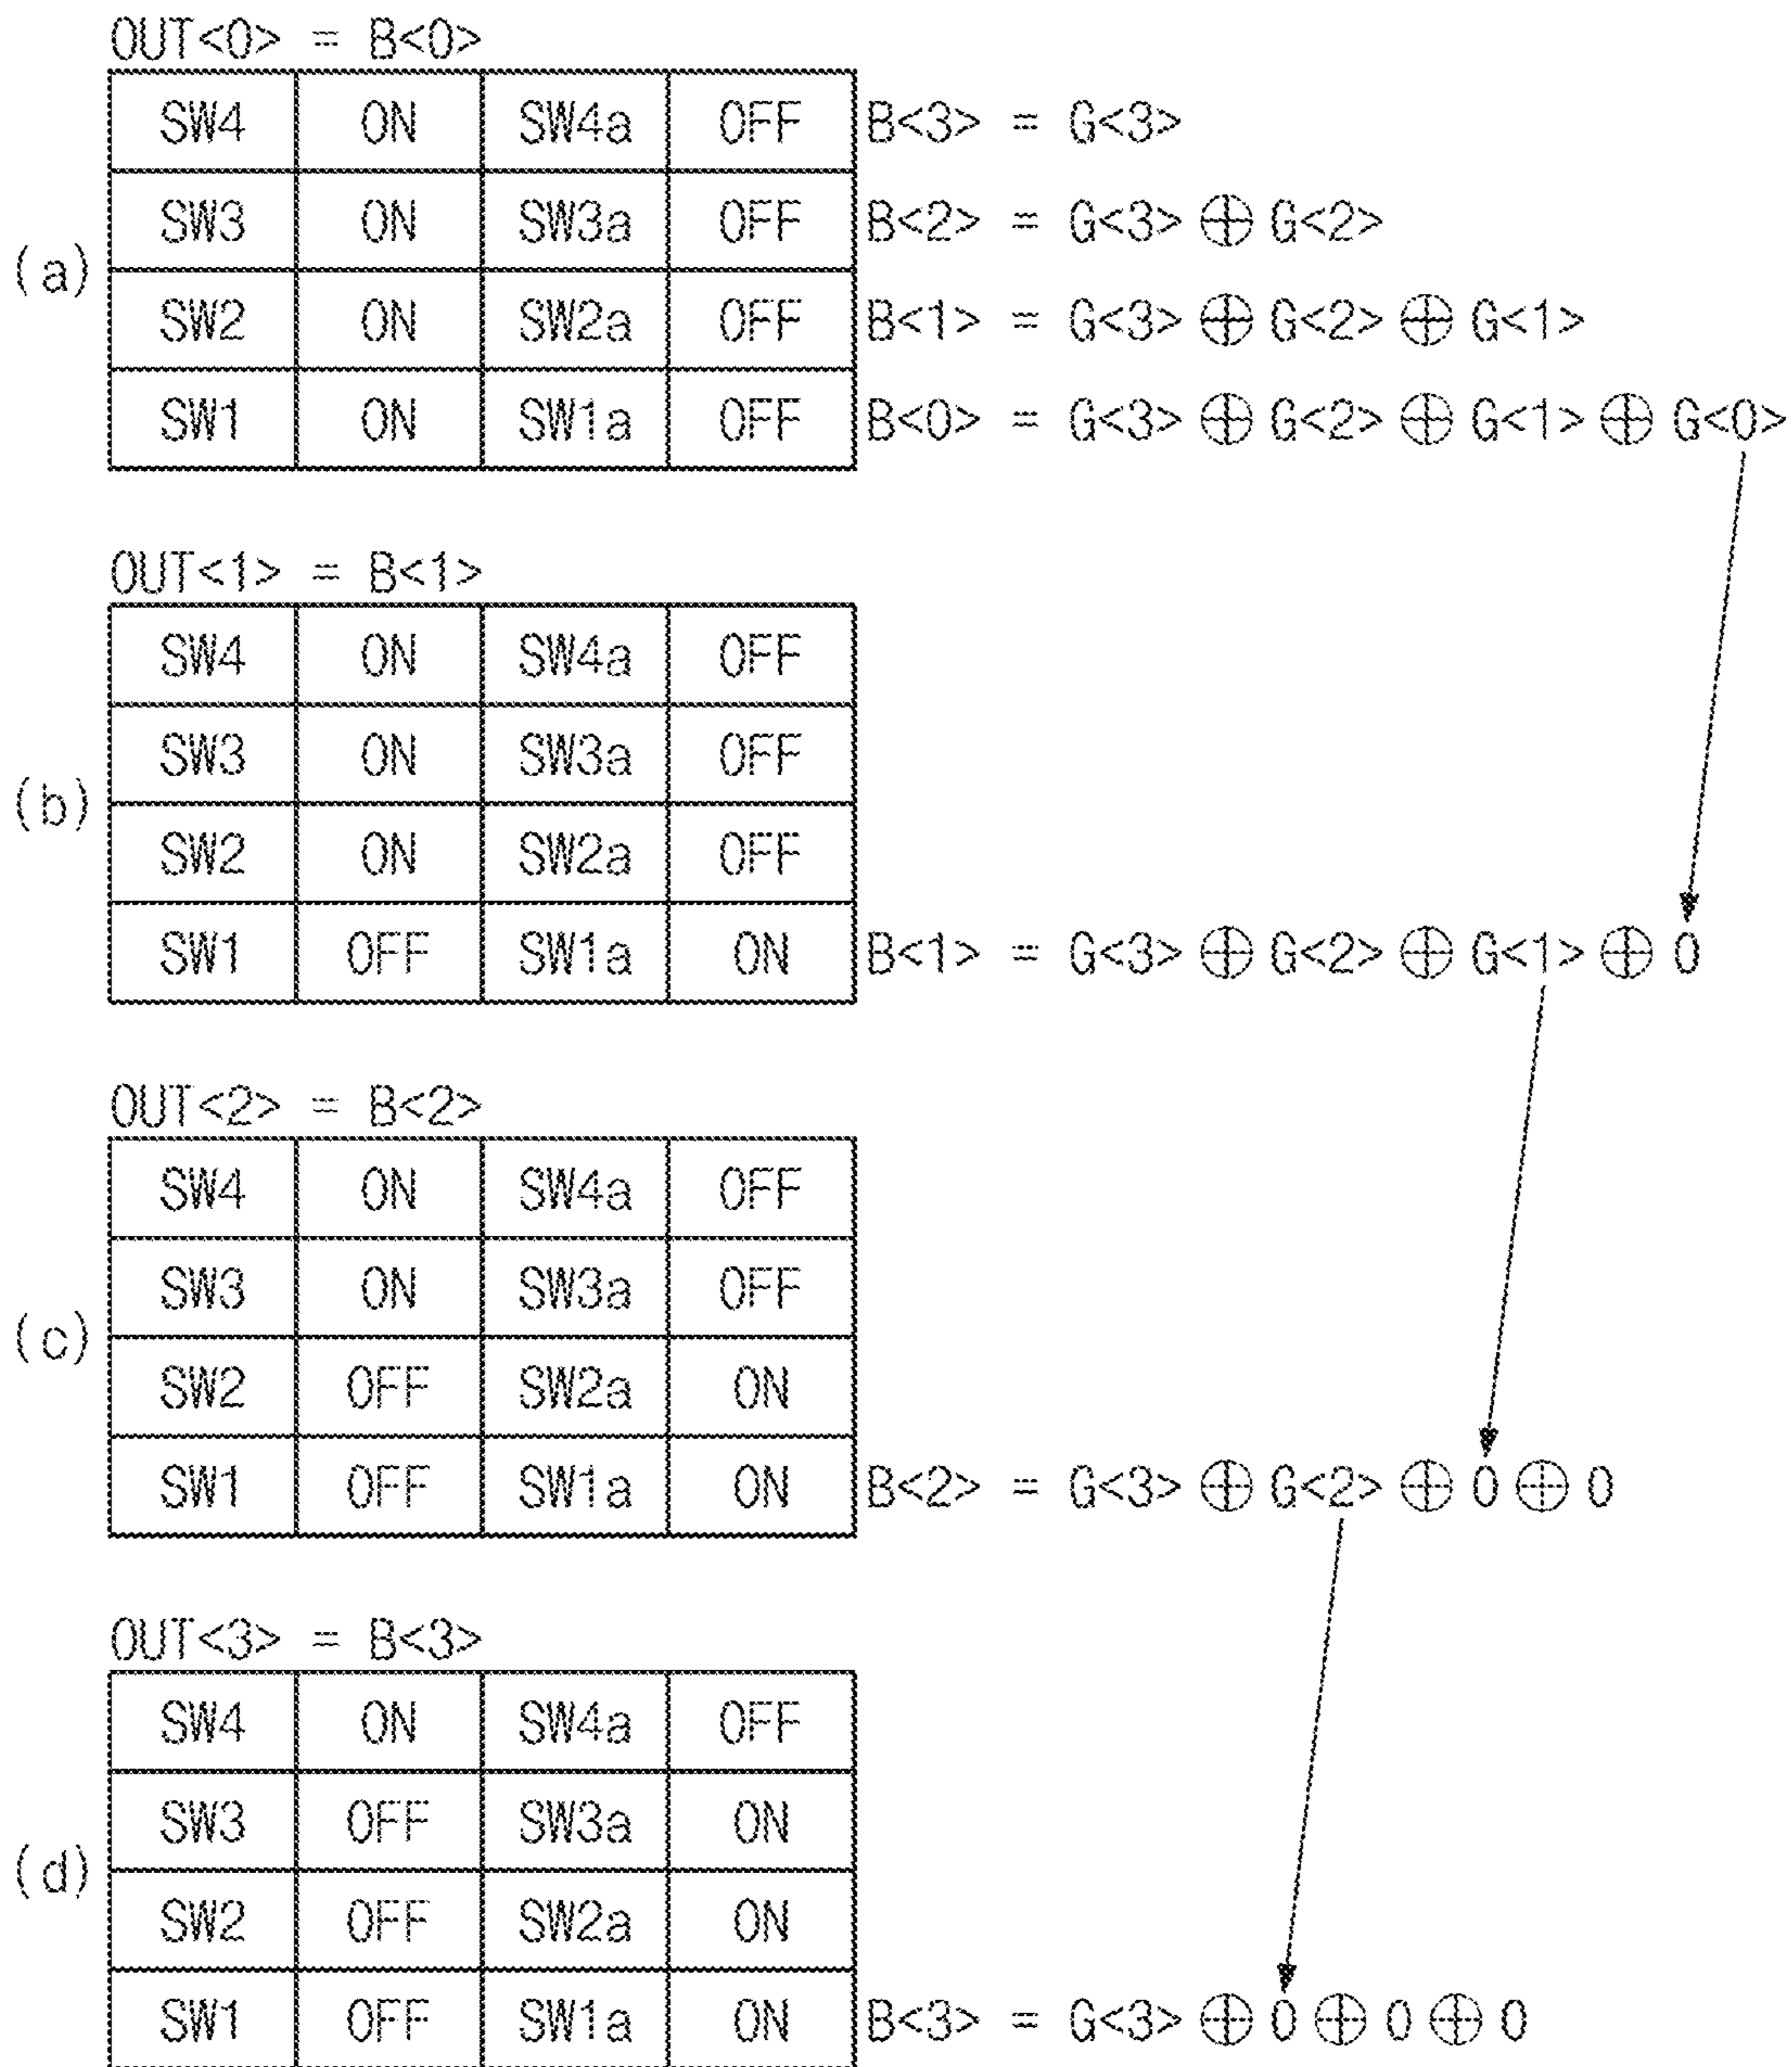 OUT<0> = B<0>
(a)
SW4 ON SW4a OFF B<3> = G<3>
SW3 ON SW3a OFF B<2> = G<3> ⊕ G<2>
SW2 ON SW2a OFF B<1> = G<3> ⊕ G<2> ⊕ G<1>
SW1 ON SW1a OFF B<0> = G<3> ⊕ G<2> ⊕ G<1> ⊕ G<0>
OUT<1> = B<1>
(b)
SW4 ON SW4a OFF
SW3 ON SW3a OFF
SW2 ON SW2a OFF
SW1 OFF SW1a ON B<1> = G<3> ⊕ G<2> ⊕ G<1> ⊕ 0
OUT<2> = B<2>
(c)
SW4 ON SW4a OFF
SW3 ON SW3a OFF
SW2 OFF SW2a ON
SW1 OFF SW1a ON B<2> = G<3> ⊕ G<2> ⊕ 0 ⊕ 0
OUT<3> = B<3>
(d)
SW4 ON SW4a OFF
SW3 OFF SW3a ON
SW2 OFF SW2a ON
SW1 OFF SW1a ON B<3> = G<3> ⊕ 0 ⊕ 0 ⊕ 0